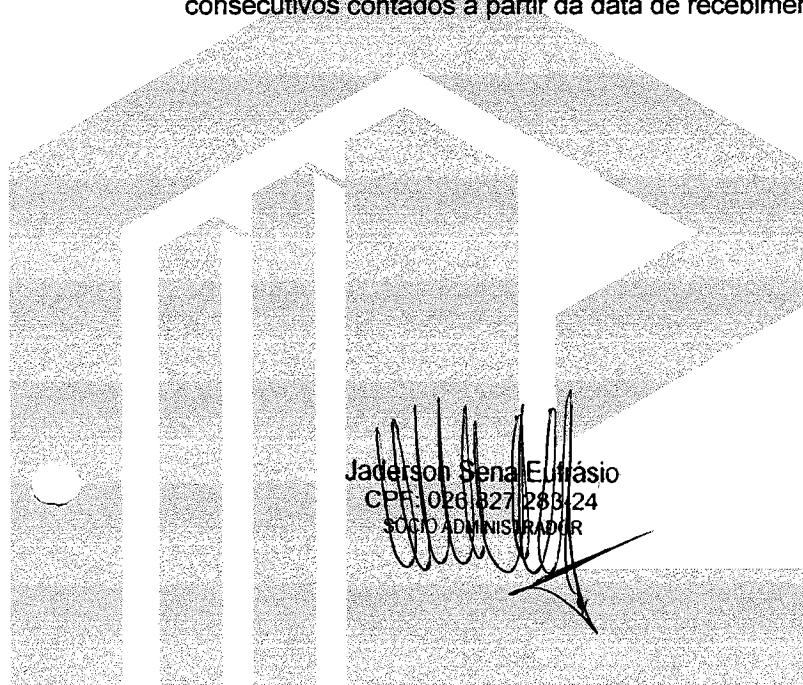 consecutivos contados a partir da data de recebimen
Jaderson Sena Eufrásio
CPF: 026.827.283-24
SÓCIO ADMINISTRADOR